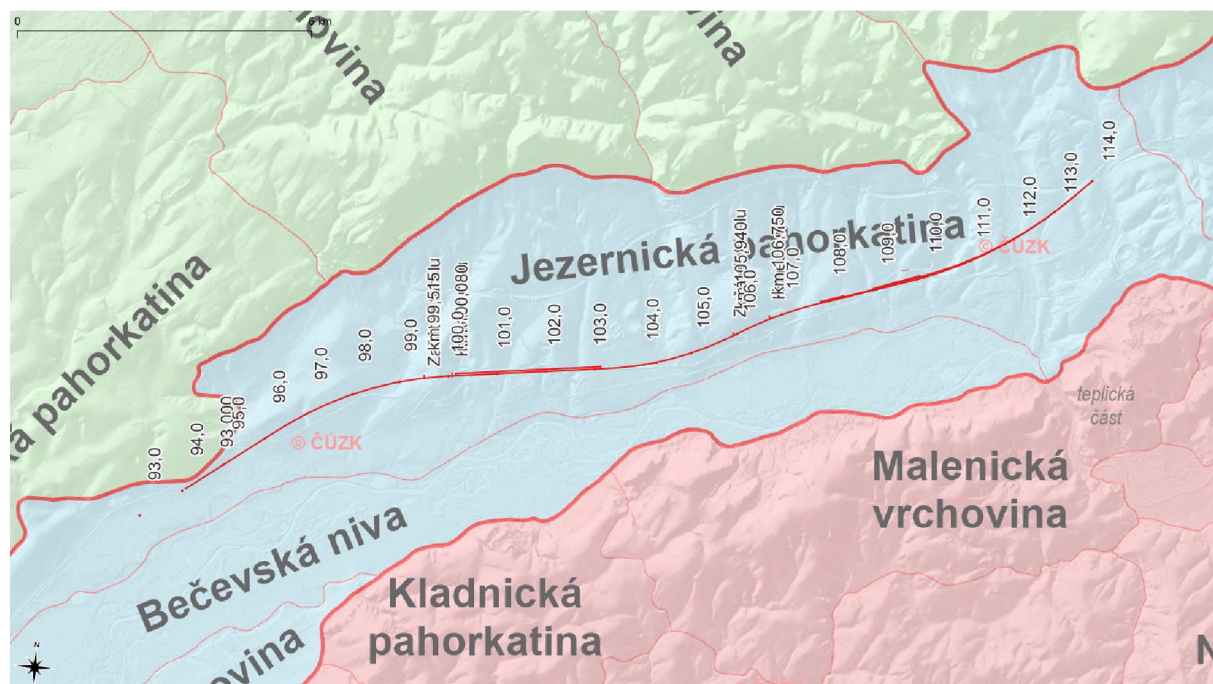 0
5 km
hovina
vina
Jezernická pahorkatina
© ČÚZK
ká pahorkatina
93,0
94,0
95,0
96,0
97,0
98,0
99,0
100,0
101,0
102,0
103,0
104,0
105,0
106,0
107,0
108,0
109,0
110,0
111,0
112,0
113,0
114,0
© ČÚZK
teplická
část
Malenická
vrchovina
Bečevská niva
Kladnická
pahorkatina
ovina
N
N